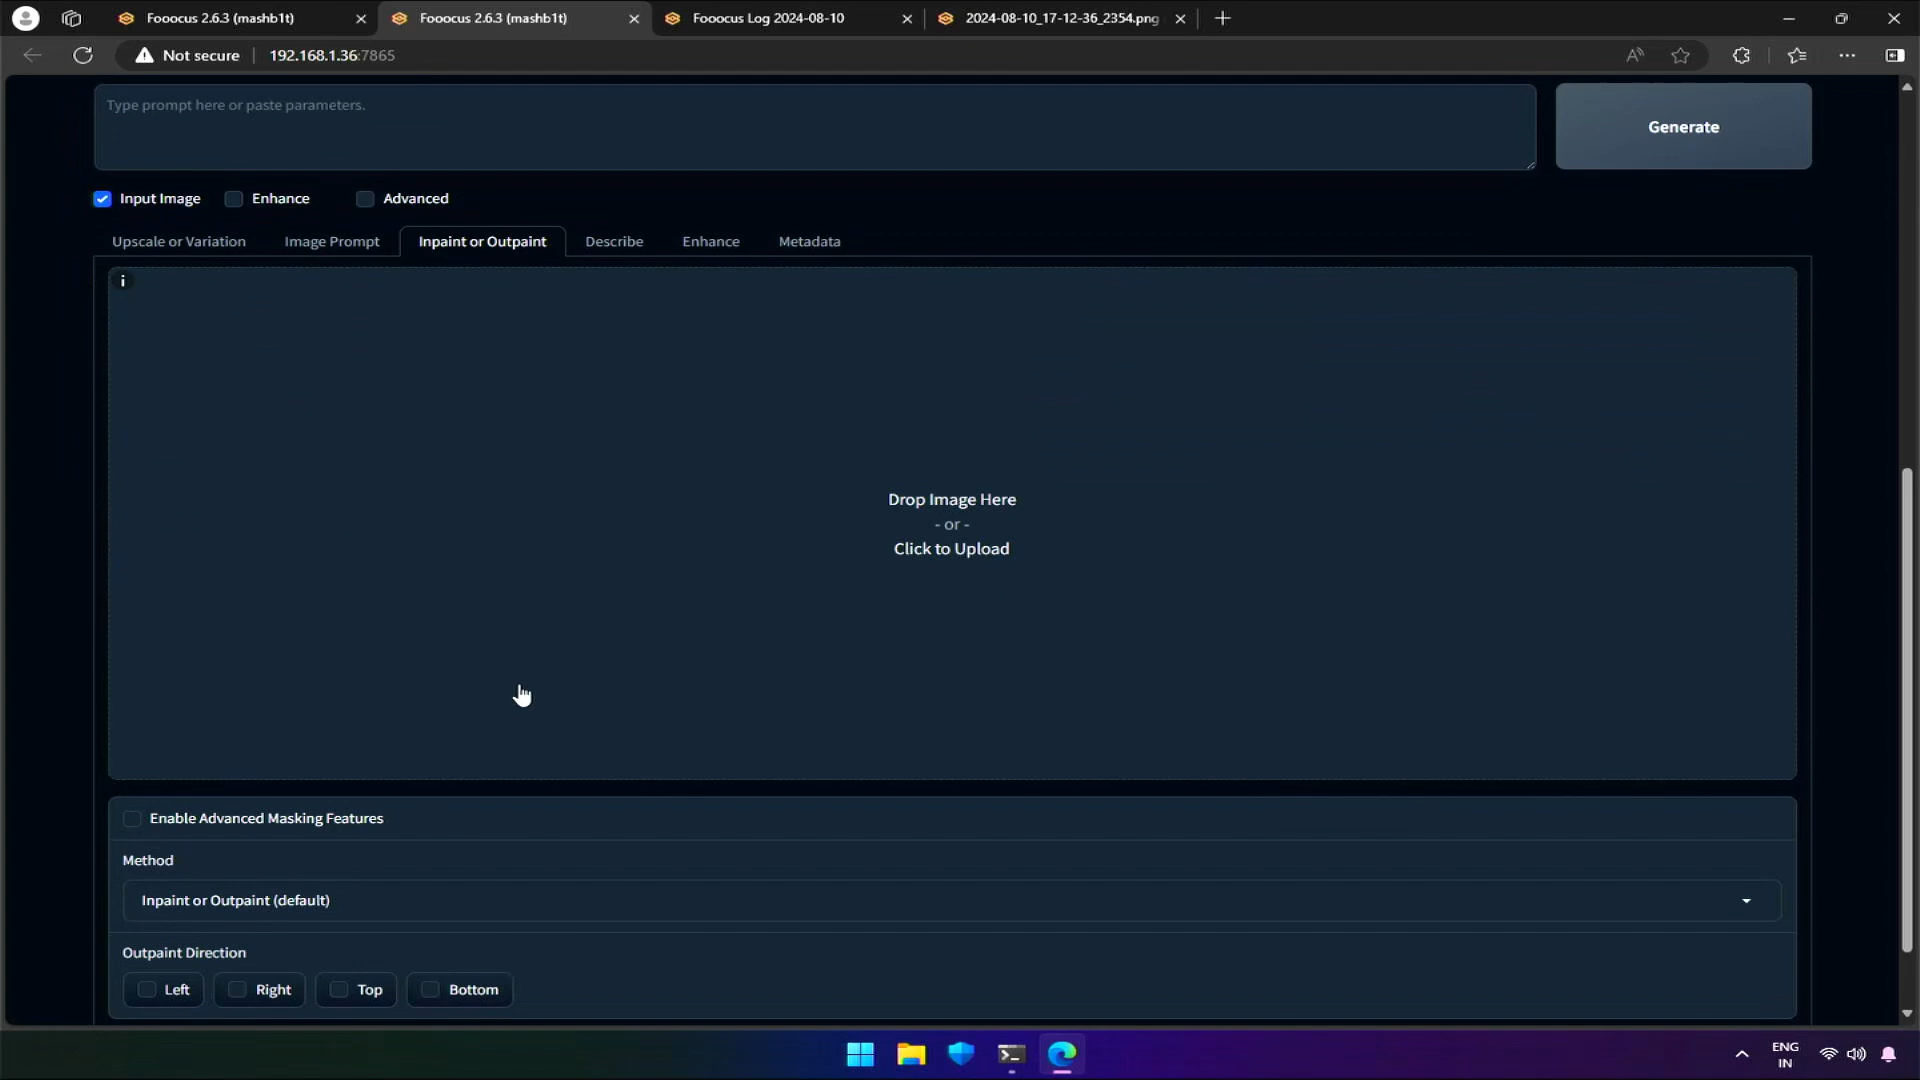 Fooocus 2.6.3 (mashb1t)
Fooocus 2.6.3 (mashb1t)
Fooocus Log 2024-08-10
2024-08-10_17-12-36_2354.png
Not secure
192.168.1.36:7865
Type prompt here or paste parameters.
Generate
Input Image
Enhance
Advanced
Upscale or Variation
Image Prompt
Inpaint or Outpaint
Describe
Enhance
Metadata
Drop Image Here
- or -
Click to Upload
Enable Advanced Masking Features
Method
Inpaint or Outpaint (default)
Outpaint Direction
Left
Right
Top
Bottom
ENG
IN